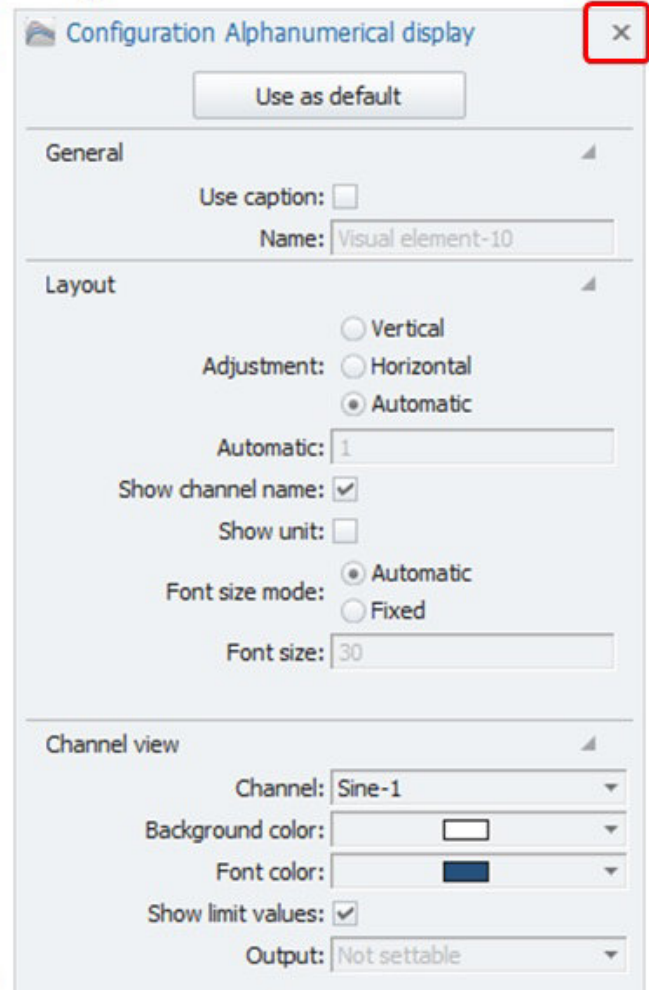 Configuration Alphanumerical display
Use as default
General
Use caption:
Name: Visual element-10
Layout
Vertical
Adjustment: Horizontal
Automatic
Automatic: 1
Show channel name:
Show unit:
Automatic
Font size mode:
Fixed
Font size: 30
Channel view
Channel: Sine-1
Background color:
Font color:
Show limit values:
Output: Not settable